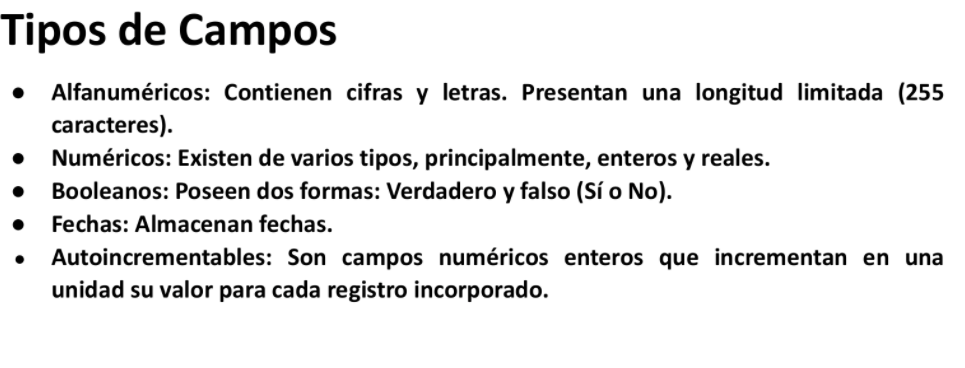 Tipos de Campos
● Alfanuméricos: Contienen cifras y letras. Presentan una longitud limitada (255
caracteres).
● Numéricos: Existen de varios tipos, principalmente, enteros y reales.
● Booleanos: Poseen dos formas: Verdadero y falso (Sí o No).
● Fechas: Almacenan fechas.
● Autoincrementables: Son campos numéricos enteros que incrementan en una
unidad su valor para cada registro incorporado.